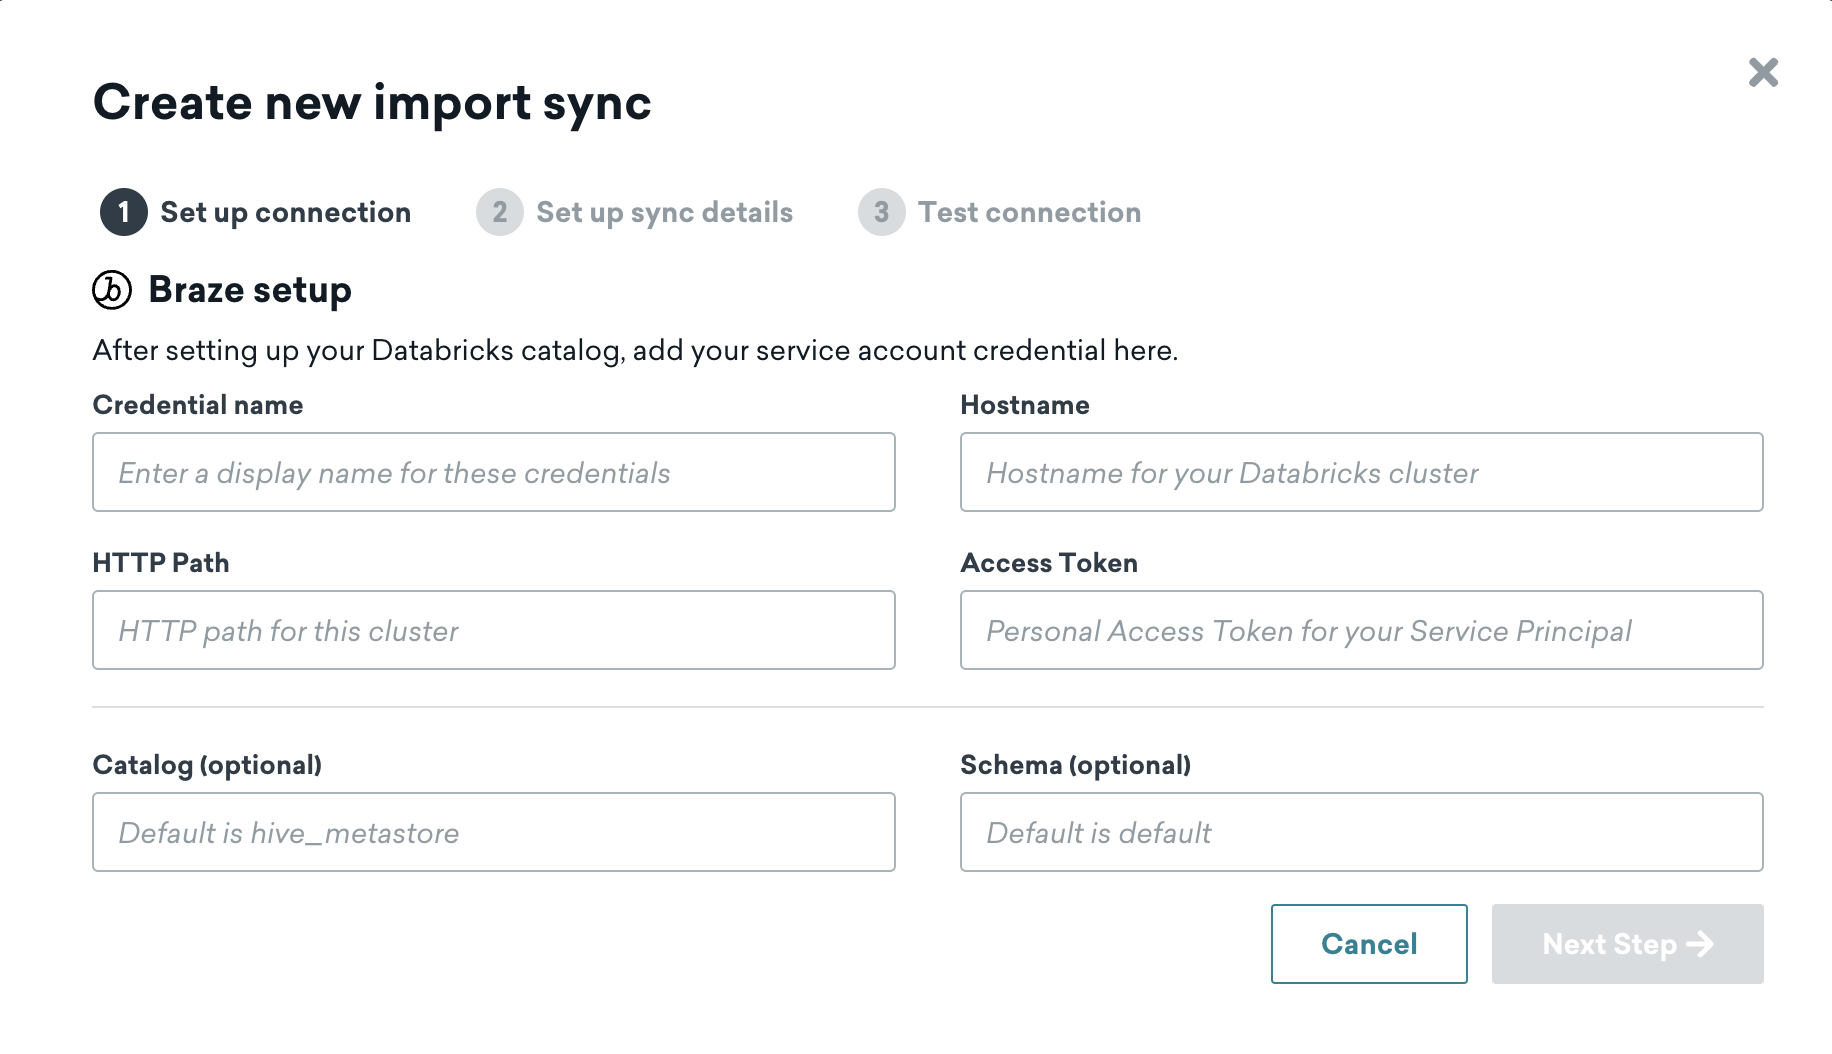 Create new import sync
1 Set up connection 2 Set up sync details 3 Test connection
Braze setup
After setting up your Databricks catalog, add your service account credential here.
Credential name Hostname
Enter a display name for these credentials Hostname for your Databricks cluster
HTTP Path Access Token
HTTP path for this cluster Personal Access Token for your Service Principal
Catalog (optional) Schema (optional)
Default is hive_metastore Default is default
Cancel Next Step